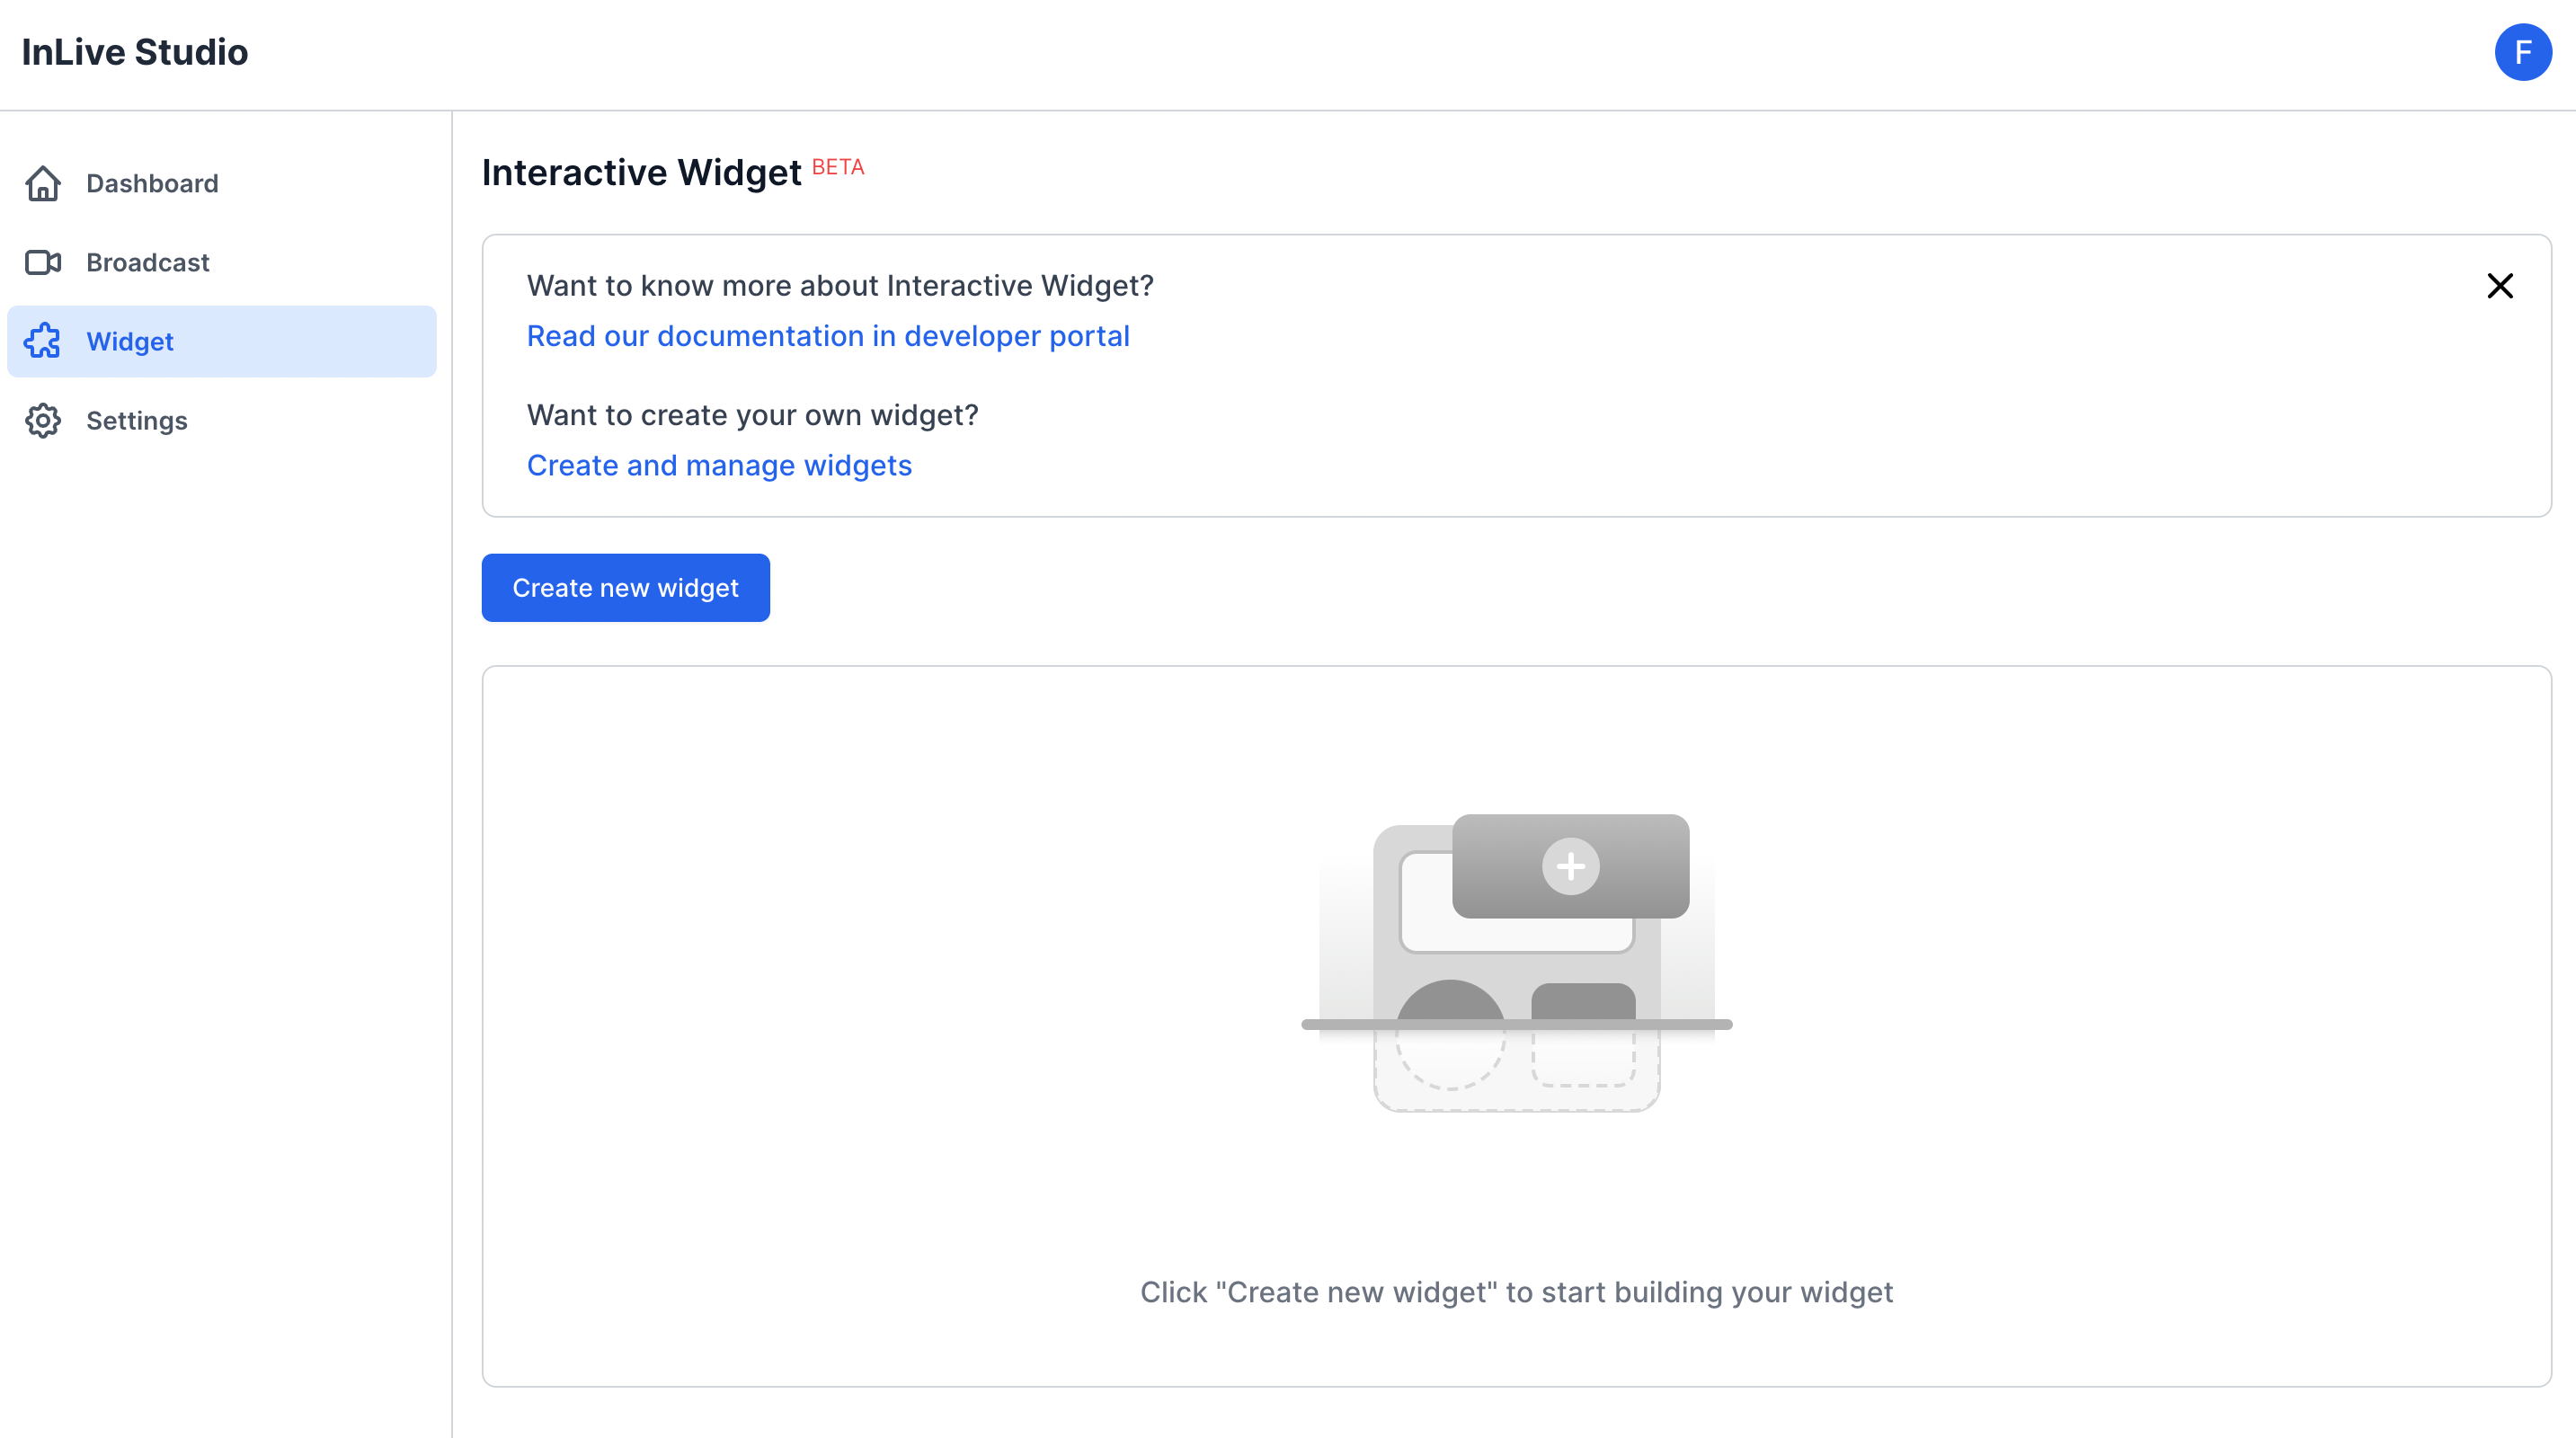 InLive Studio
F
Dashboard
Broadcast
Widget
Settings
Interactive Widget BETA
Want to know more about Interactive Widget?
Read our documentation in developer portal
Want to create your own widget?
Create and manage widgets
Create new widget
Click "Create new widget" to start building your widget